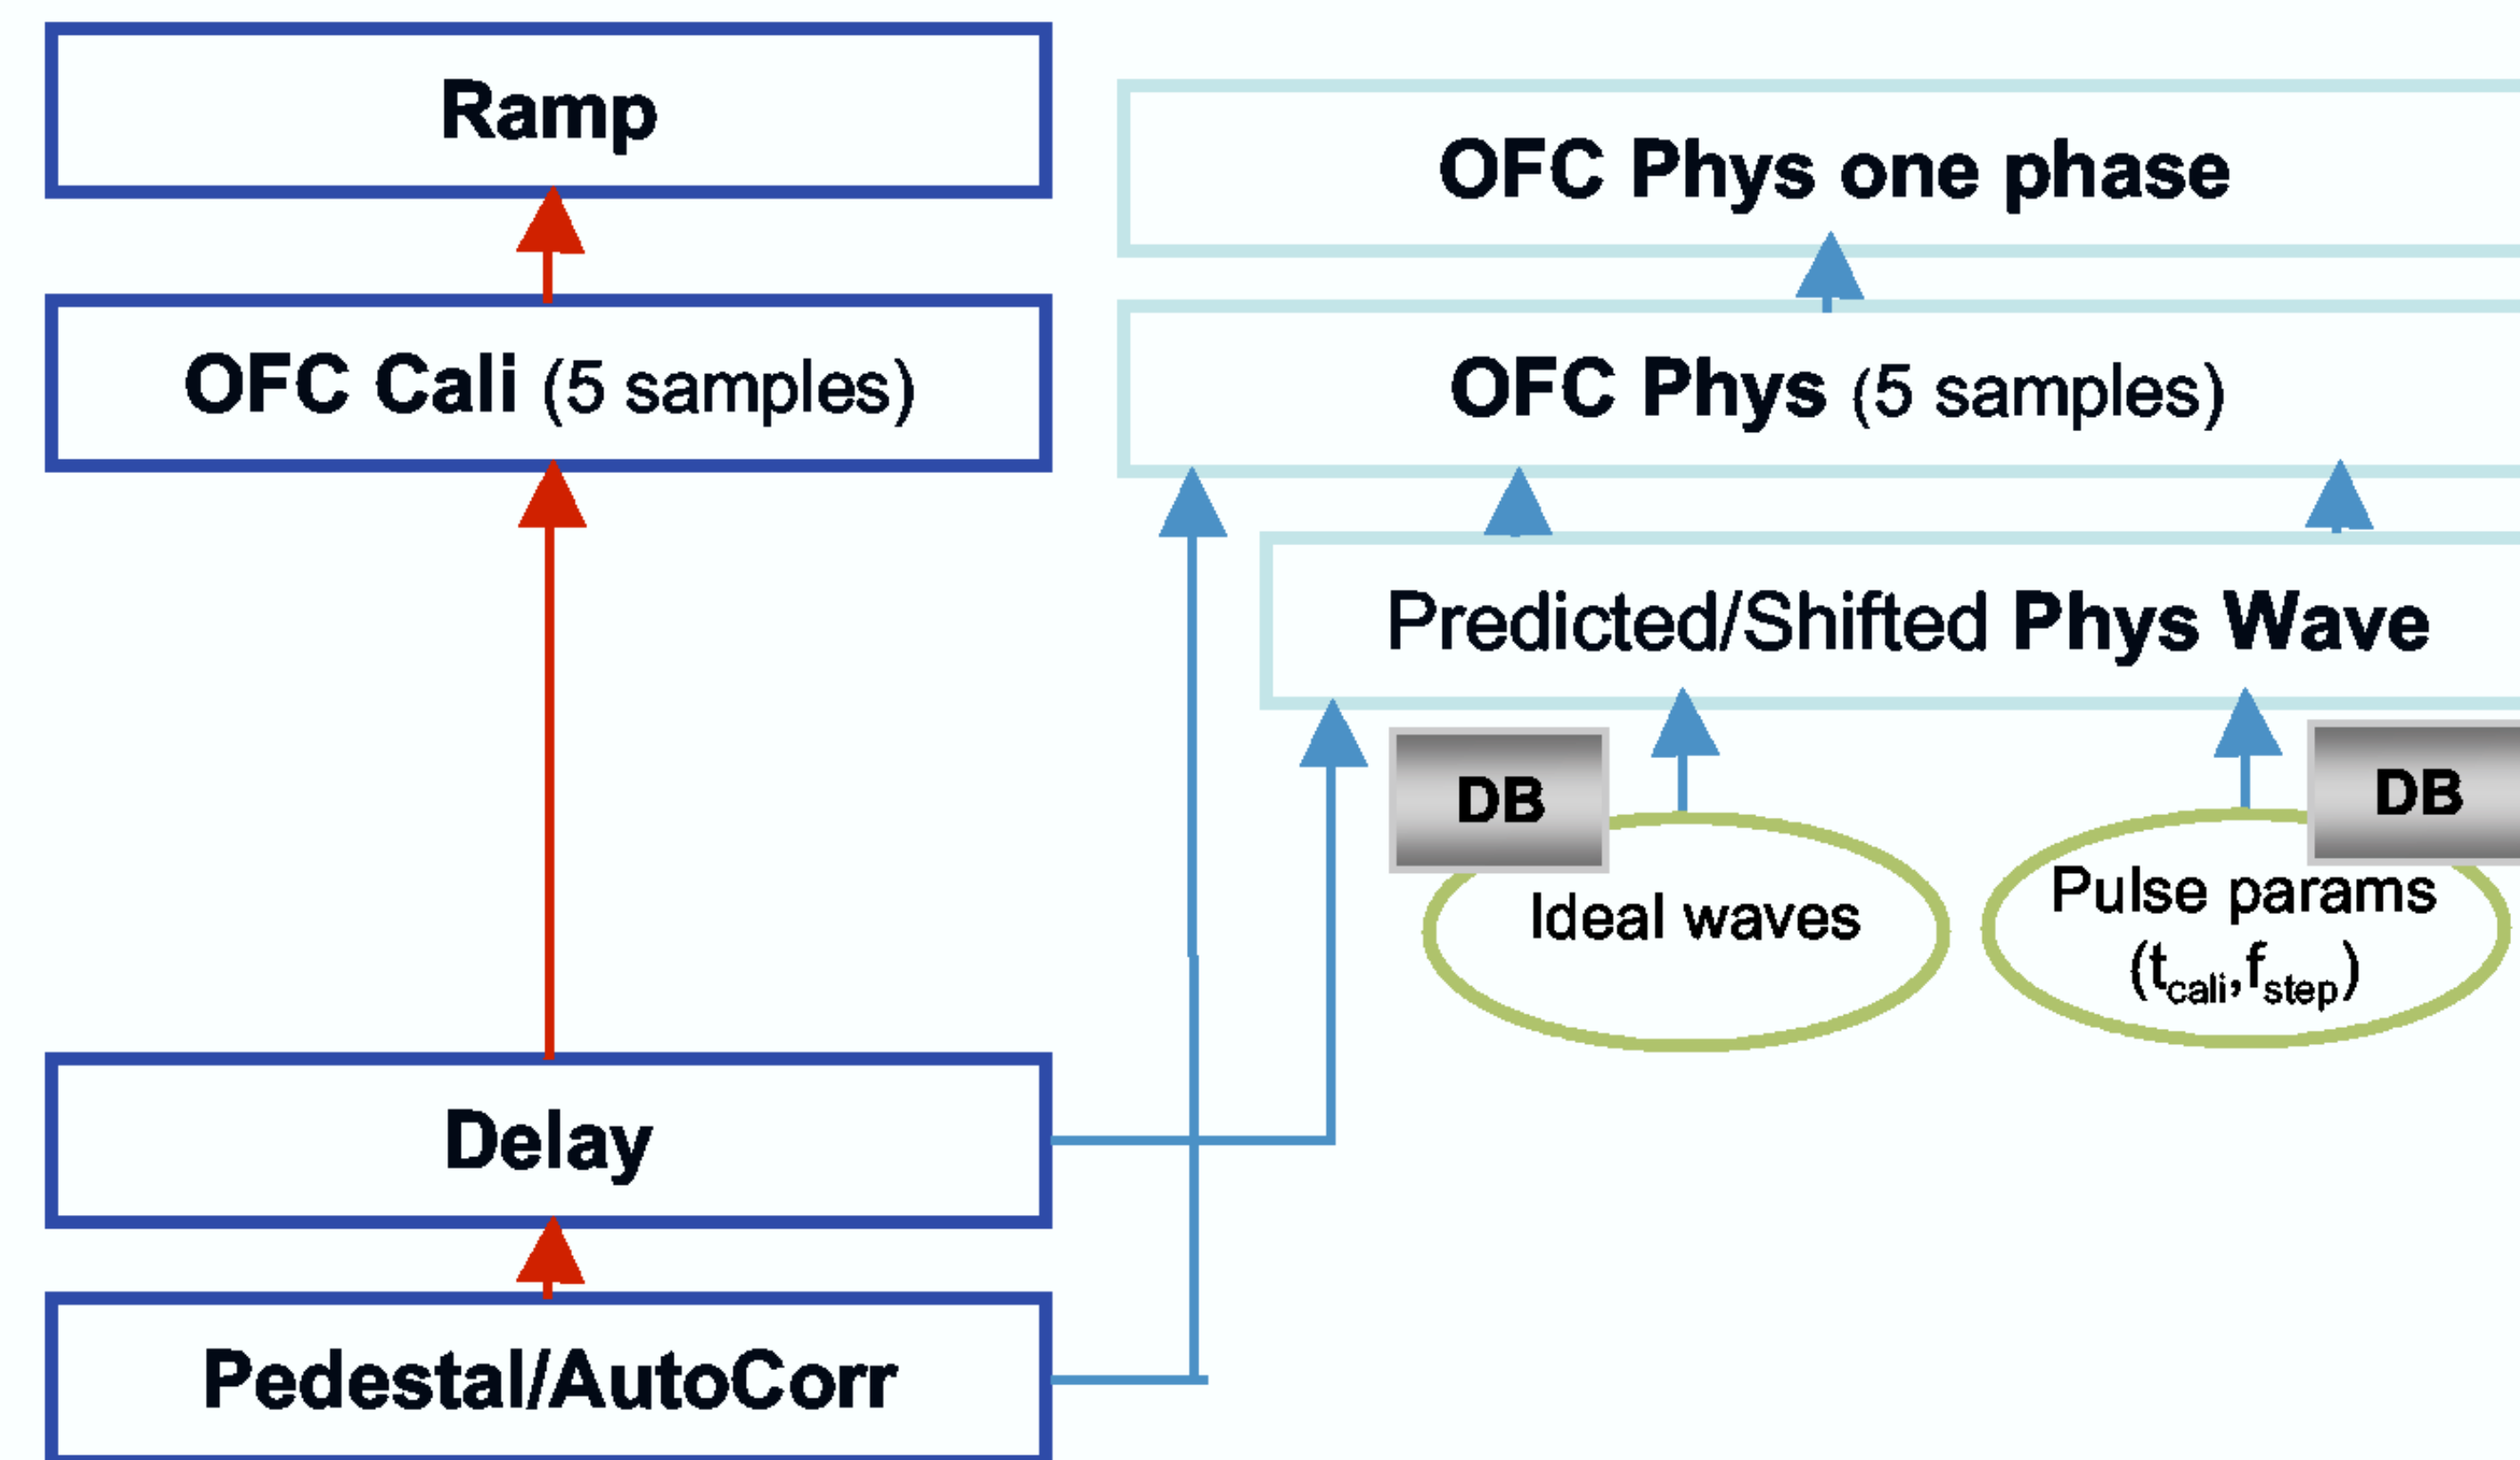 Ramp
OFC Cali (5 samples)
Delay
Pedestal/AutoCorr
OFC Phys one phase
OFC Phys (5 samples)
Predicted/Shifted Phys Wave
DB
Ideal waves
DB
Pulse params
(tcali,fstep)